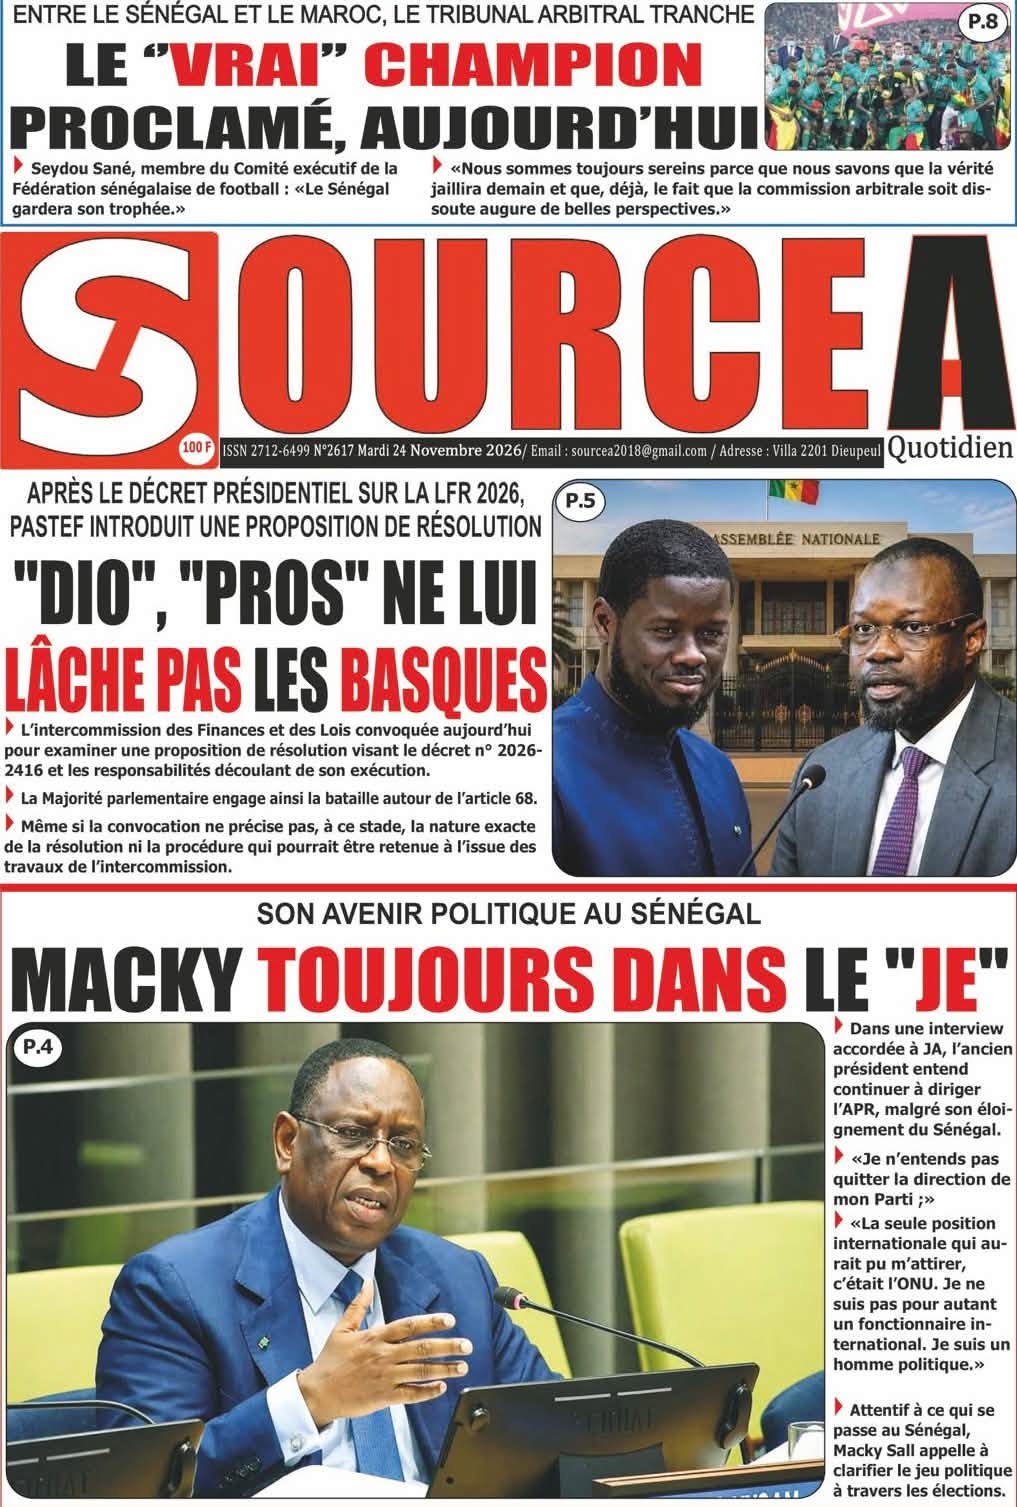 ENTRE LE SÉNÉGAL ET LE MAROC, LE TRIBUNAL ARBITRAL TRANCHE
P.8
LE ‘‘VRAI’’ CHAMPION
PROCLAMÉ, AUJOURD’HUI
Seydou Sané, membre du Comité exécutif de la
Fédération sénégalaise de football : «Le Sénégal
gardera son trophée.»
«Nous sommes toujours sereins parce que nous savons que la vérité
jaillira demain et que, déjà, le fait que la commission arbitrale soit dis-
soute augure de belles perspectives.»
SOURCE A
100 F
ISSN 2712-6499 N°2617 Mardi 24 Novembre 2026/ Email : sourcea2018@gmail.com / Adresse : Villa 2201 Dieupeul
Quotidien
APRÈS LE DÉCRET PRÉSIDENTIEL SUR LA LFR 2026,
PASTEF INTRODUIT UNE PROPOSITION DE RÉSOLUTION
"DIO", "PROS" NE LUI
LÂCHE PAS LES BASQUES
L’intercommission des Finances et des Lois convoquée aujourd’hui
pour examiner une proposition de résolution visant le décret n° 2026-
2416 et les responsabilités découlant de son exécution.
La Majorité parlementaire engage ainsi la bataille autour de l’article 68.
Même si la convocation ne précise pas, à ce stade, la nature exacte
de la résolution ni la procédure qui pourrait être retenue à l’issue des
travaux de l’intercommission.
P.5
ASSEMBLÉE NATIONALE
SON AVENIR POLITIQUE AU SÉNÉGAL
MACKY TOUJOURS DANS LE "JE"
P.4
Dans une interview
accordée à JA, l’ancien
président entend
continuer à diriger
l’APR, malgré son éloi-
gnement du Sénégal.
«Je n’entends pas
quitter la direction de
mon Parti ;»
«La seule position
internationale qui au-
rait pu m’attirer,
c’était l’ONU. Je ne
suis pas pour autant
un fonctionnaire in-
ternational. Je suis un
homme politique.»
Attentif à ce qui se
passe au Sénégal,
Macky Sall appelle à
clarifier le jeu politique
à travers les élections.